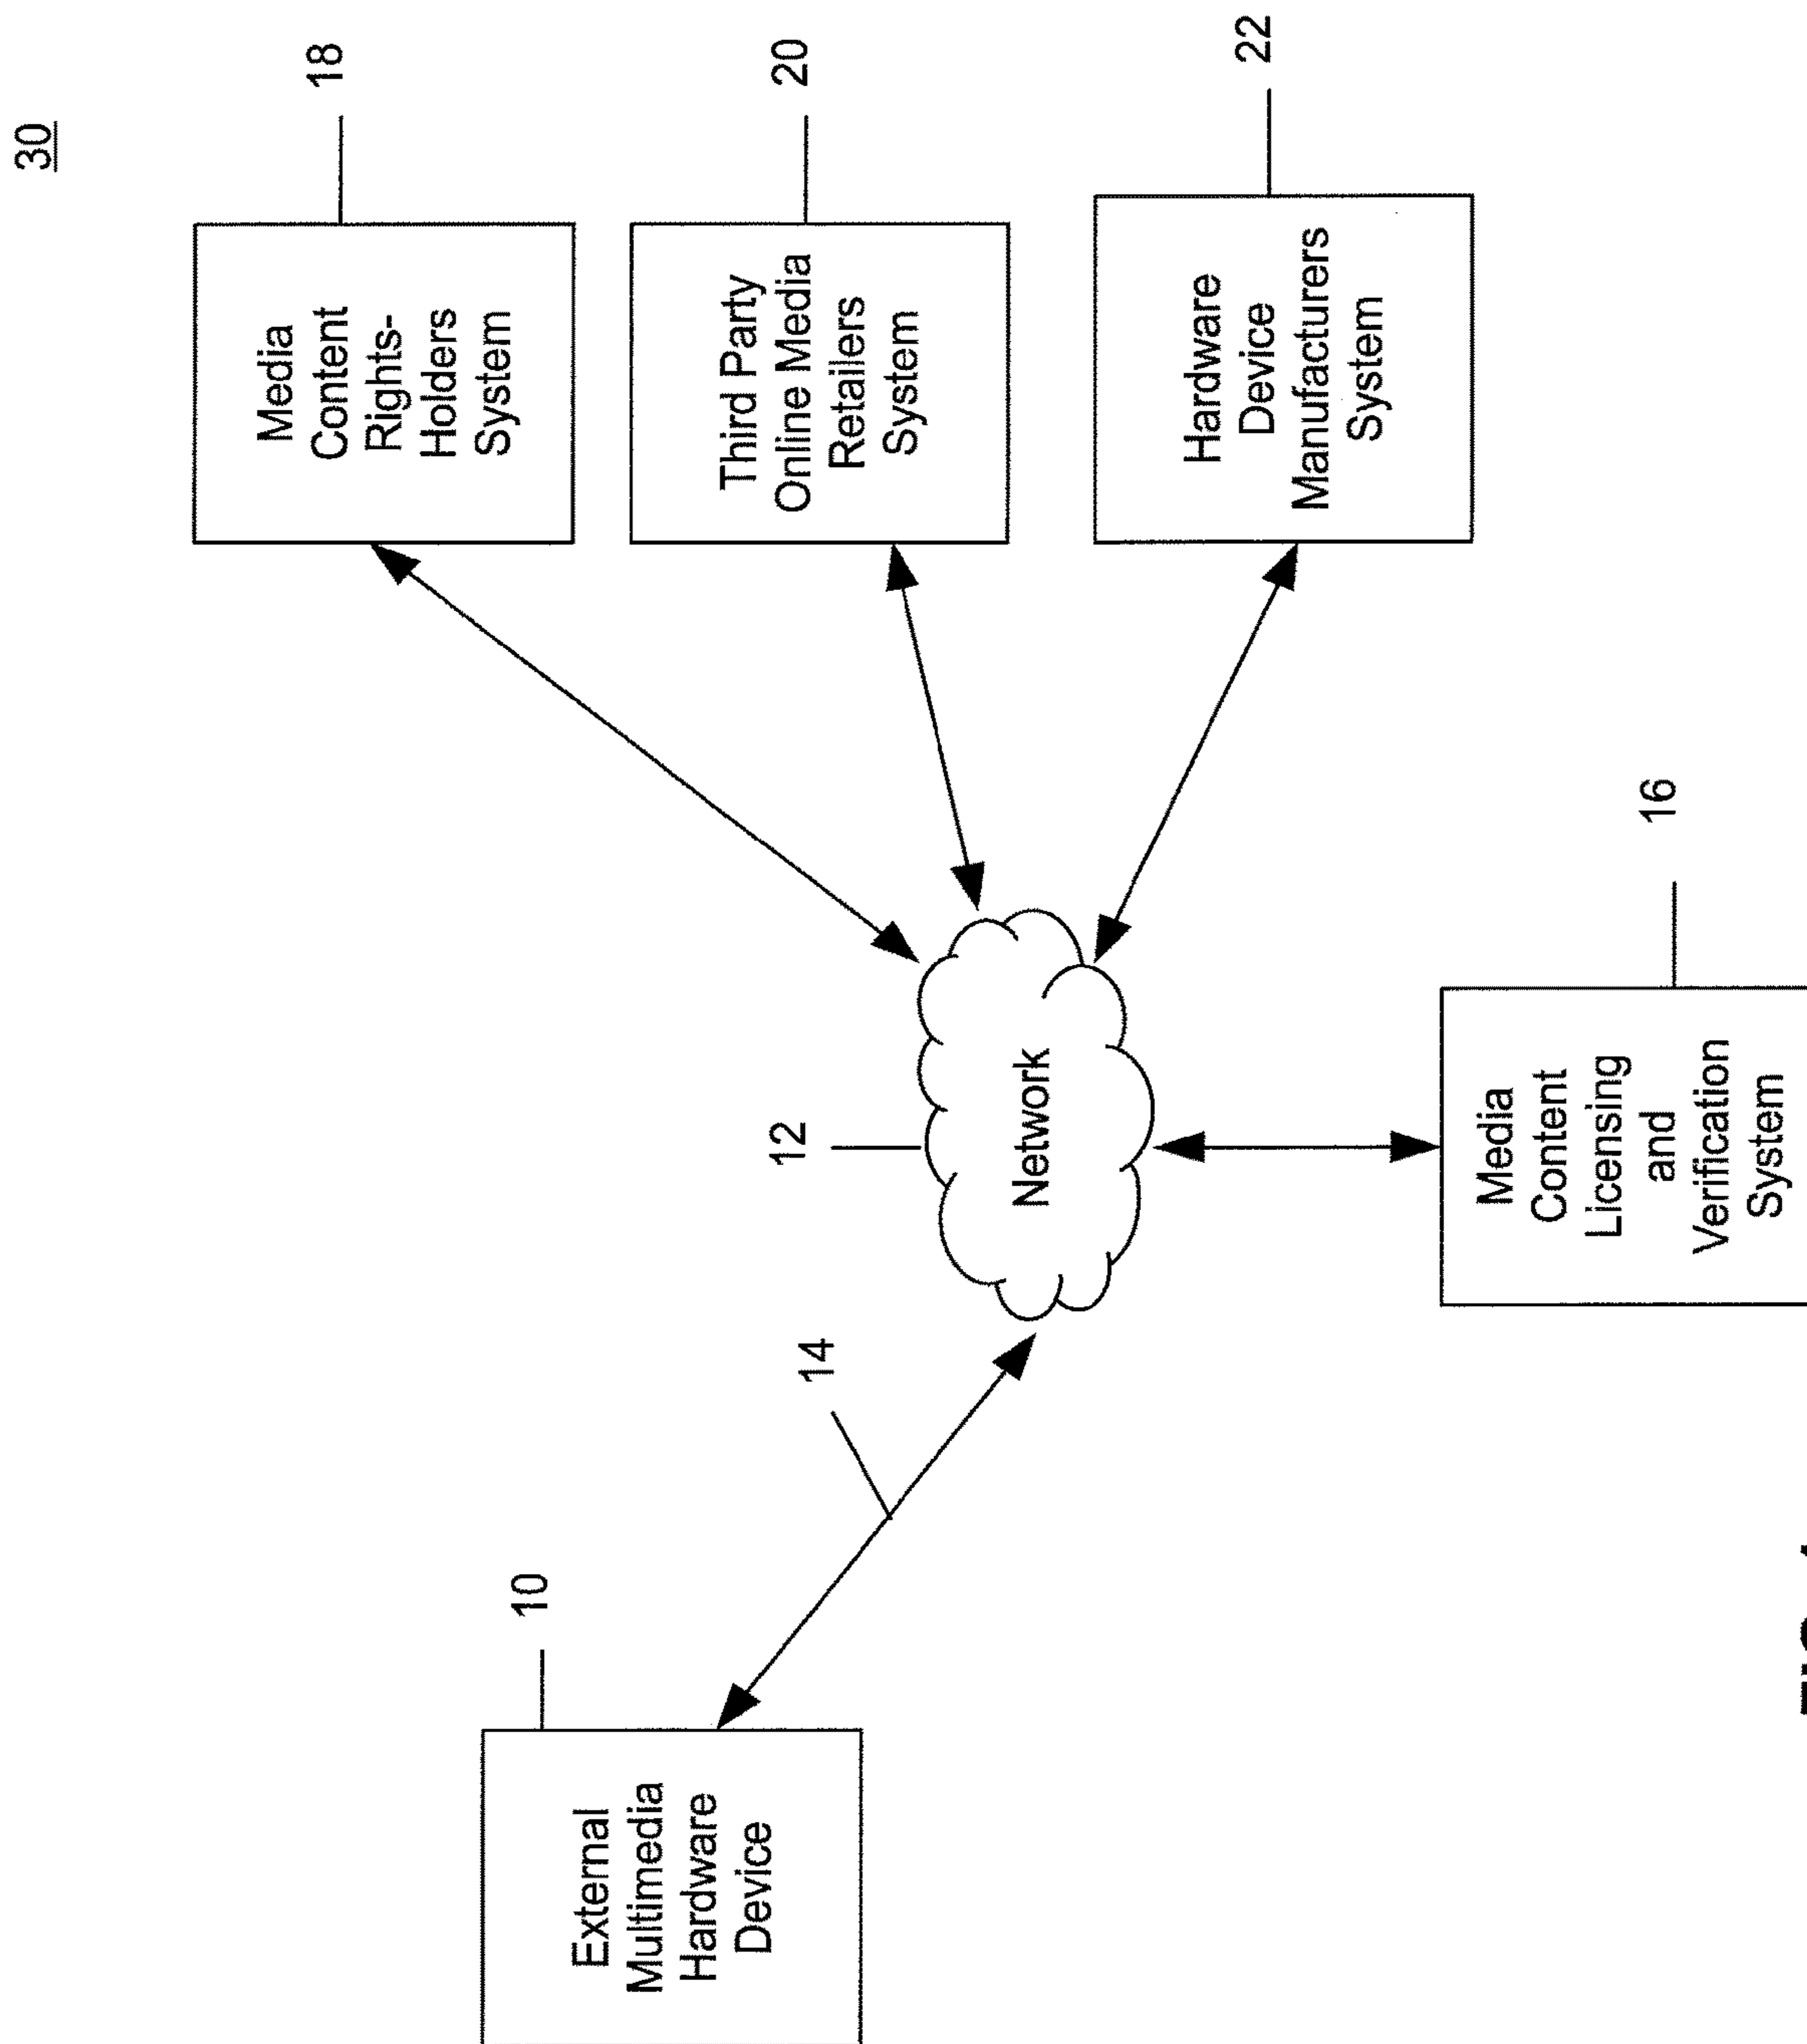 30
18
Media
Content
Rights-
Holders
System
10
External
Multimedia
Hardware
Device
20
Third Party
Online Media
Retailers
System
14
12
Network
22
Hardware
Device
Manufacturers
System
16
Media
Content
Licensing
and
Verification
System